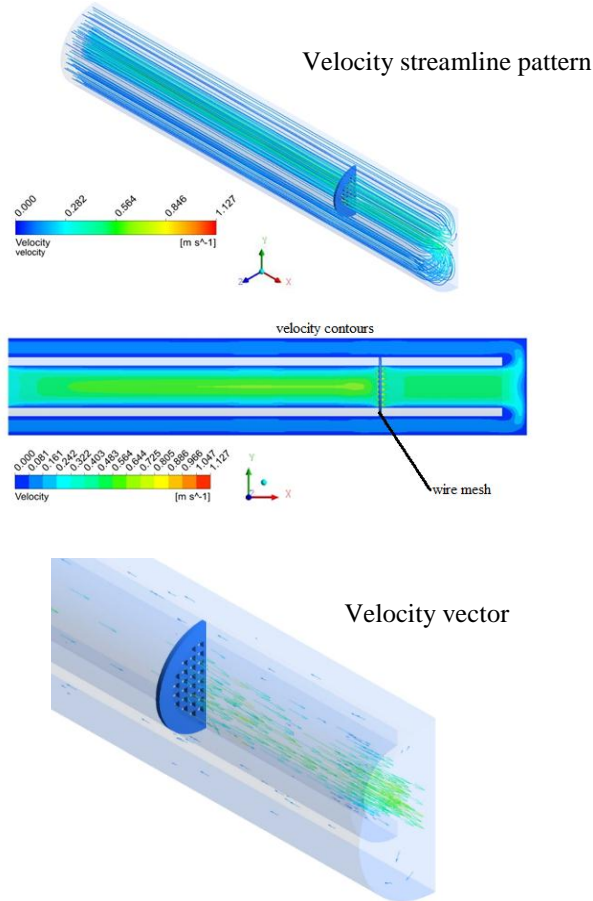 Velocity streamline pattern
0.000
0.282
0.564
0.846
1.127
Velocity
velocity
[m s^-1]
Y
Z
X
velocity contours
0.000
0.081
0.161
0.242
0.322
0.403
0.483
0.564
0.644
0.725
0.805
0.886
0.966
1.047
1.127
Velocity
[m s^-1]
Y
Z
X
wire mesh
Velocity vector